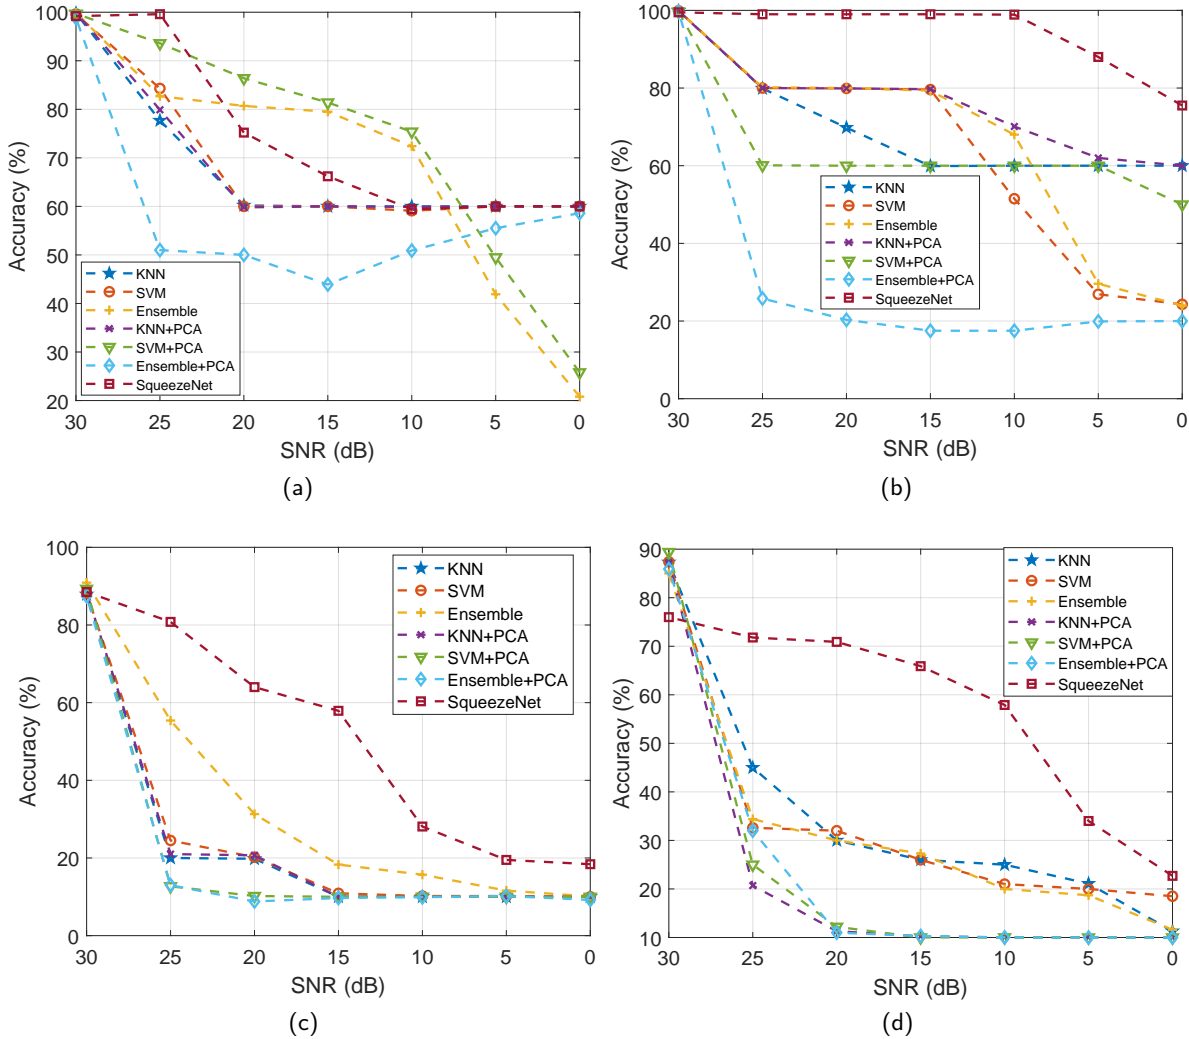 100
90
80
70
60
50
40
30
20
Accuracy (%)
30 25 20 15 10 5 0
SNR (dB)
KNN
SVM
Ensemble
KNN+PCA
SVM+PCA
Ensemble+PCA
SqueezeNet
(a)
100
80
60
40
20
0
Accuracy (%)
30 25 20 15 10 5 0
SNR (dB)
KNN
SVM
Ensemble
KNN+PCA
SVM+PCA
Ensemble+PCA
SqueezeNet
(b)
100
80
60
40
20
0
Accuracy (%)
30 25 20 15 10 5 0
SNR (dB)
KNN
SVM
Ensemble
KNN+PCA
SVM+PCA
Ensemble+PCA
SqueezeNet
(c)
90
80
70
60
50
40
30
20
10
Accuracy (%)
30 25 20 15 10 5 0
SNR (dB)
KNN
SVM
Ensemble
KNN+PCA
SVM+PCA
Ensemble+PCA
SqueezeNet
(d)